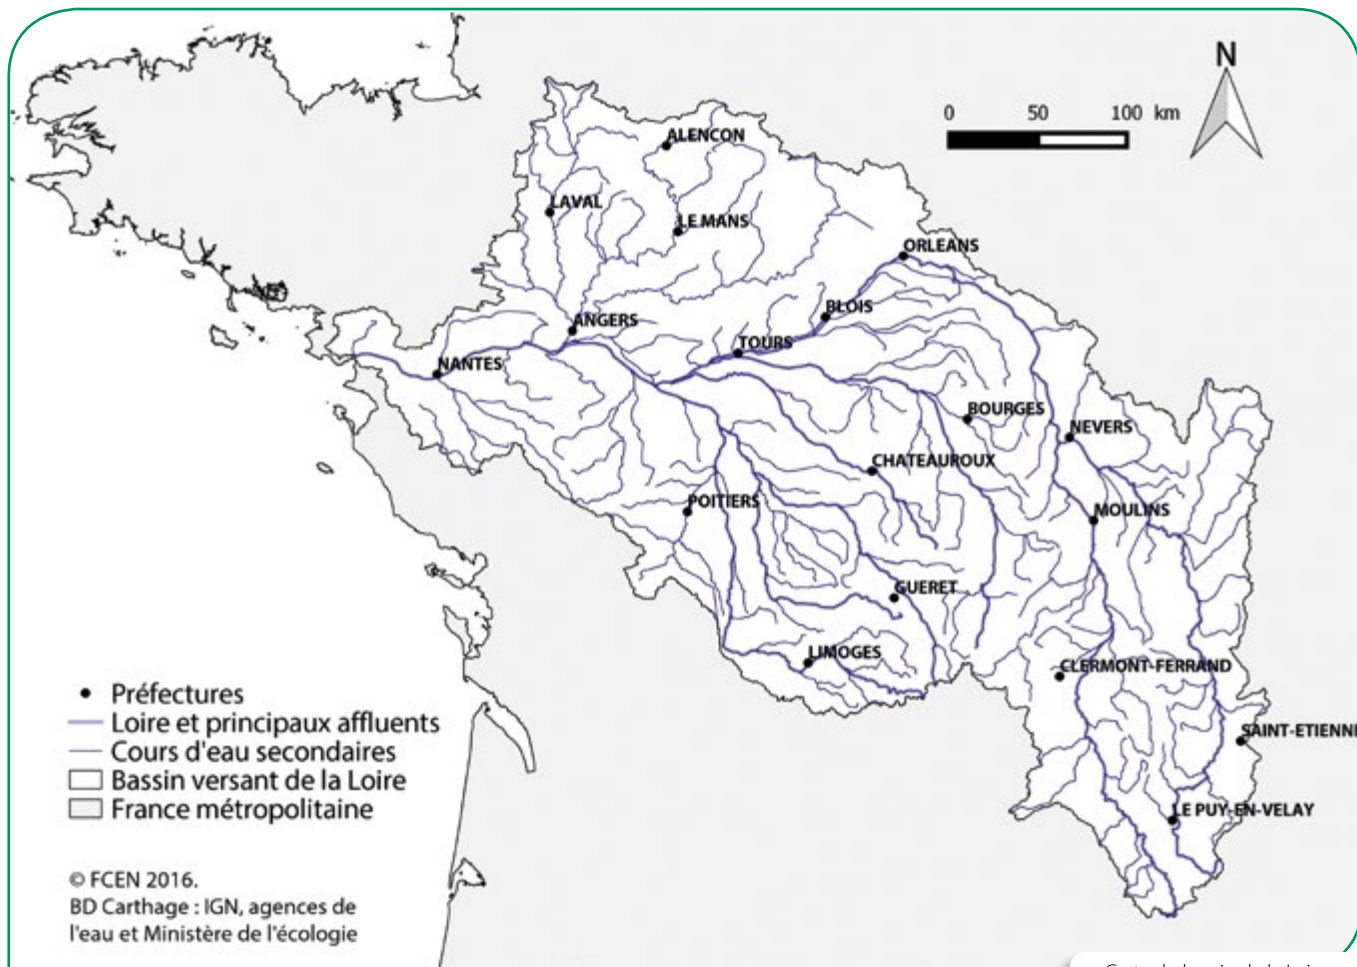 N
0 50 100 km
ALENCON
LAVAL
LE MANS
ORLEANS
BLOIS
ANGERS
TOURS
NANTES
BOURGES
NEVERS
CHATEAUROUX
POITIERS
MOULINS
GUERET
LIMOGES
CLERMONT-FERRAND
SAINT-ETIENNE
LE PUY-EN-VELAY
Préfectures
Loire et principaux affluents
Cours d'eau secondaires
Bassin versant de la Loire
France métropolitaine
© FCEN 2016.
BD Carthage : IGN, agences de
l'eau et Ministère de l'écologie